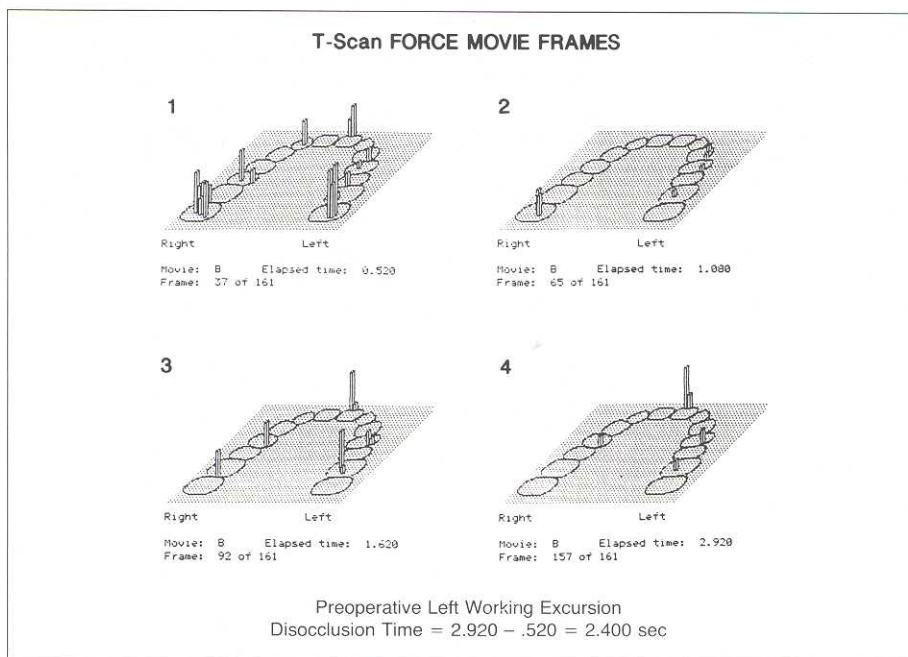 T-Scan FORCE MOVIE FRAMES
1
Right Left
Movie: B Elapsed time: 0.520
Frame: 37 of 161
2
Right Left
Movie: B Elapsed time: 1.080
Frame: 65 of 161
3
Right Left
Movie: B Elapsed time: 1.620
Frame: 92 of 161
4
Right Left
Movie: B Elapsed time: 2.920
Frame: 157 of 161
Preoperative Left Working Excursion
Disocclusion Time = 2.920 – .520 = 2.400 sec